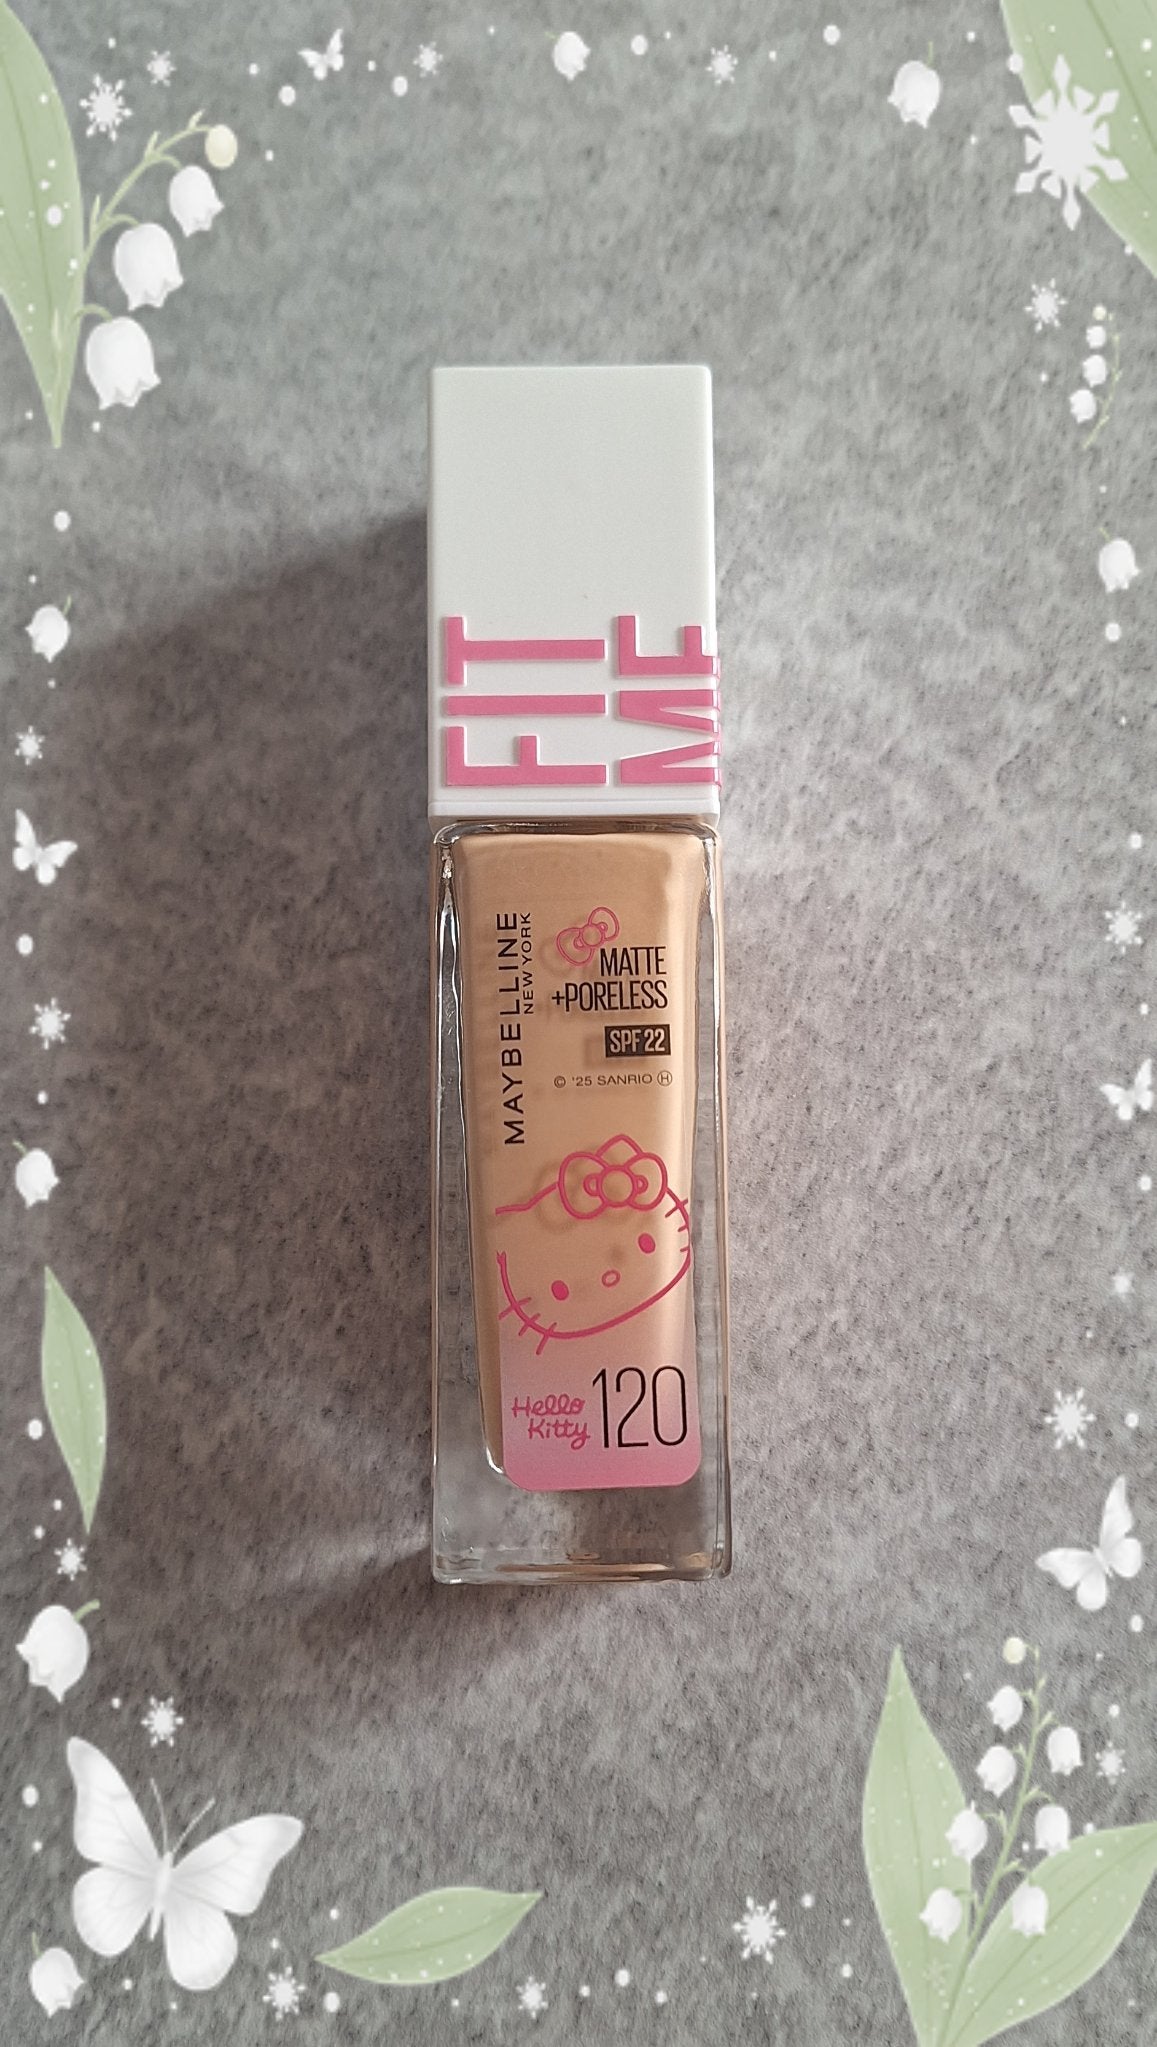 FIT
ME
MAYBELLINE
NEW YORK
MATTE
+PORELESS
SPF 22
© '25 SANRIO Ⓗ
Hello
Kitty
120